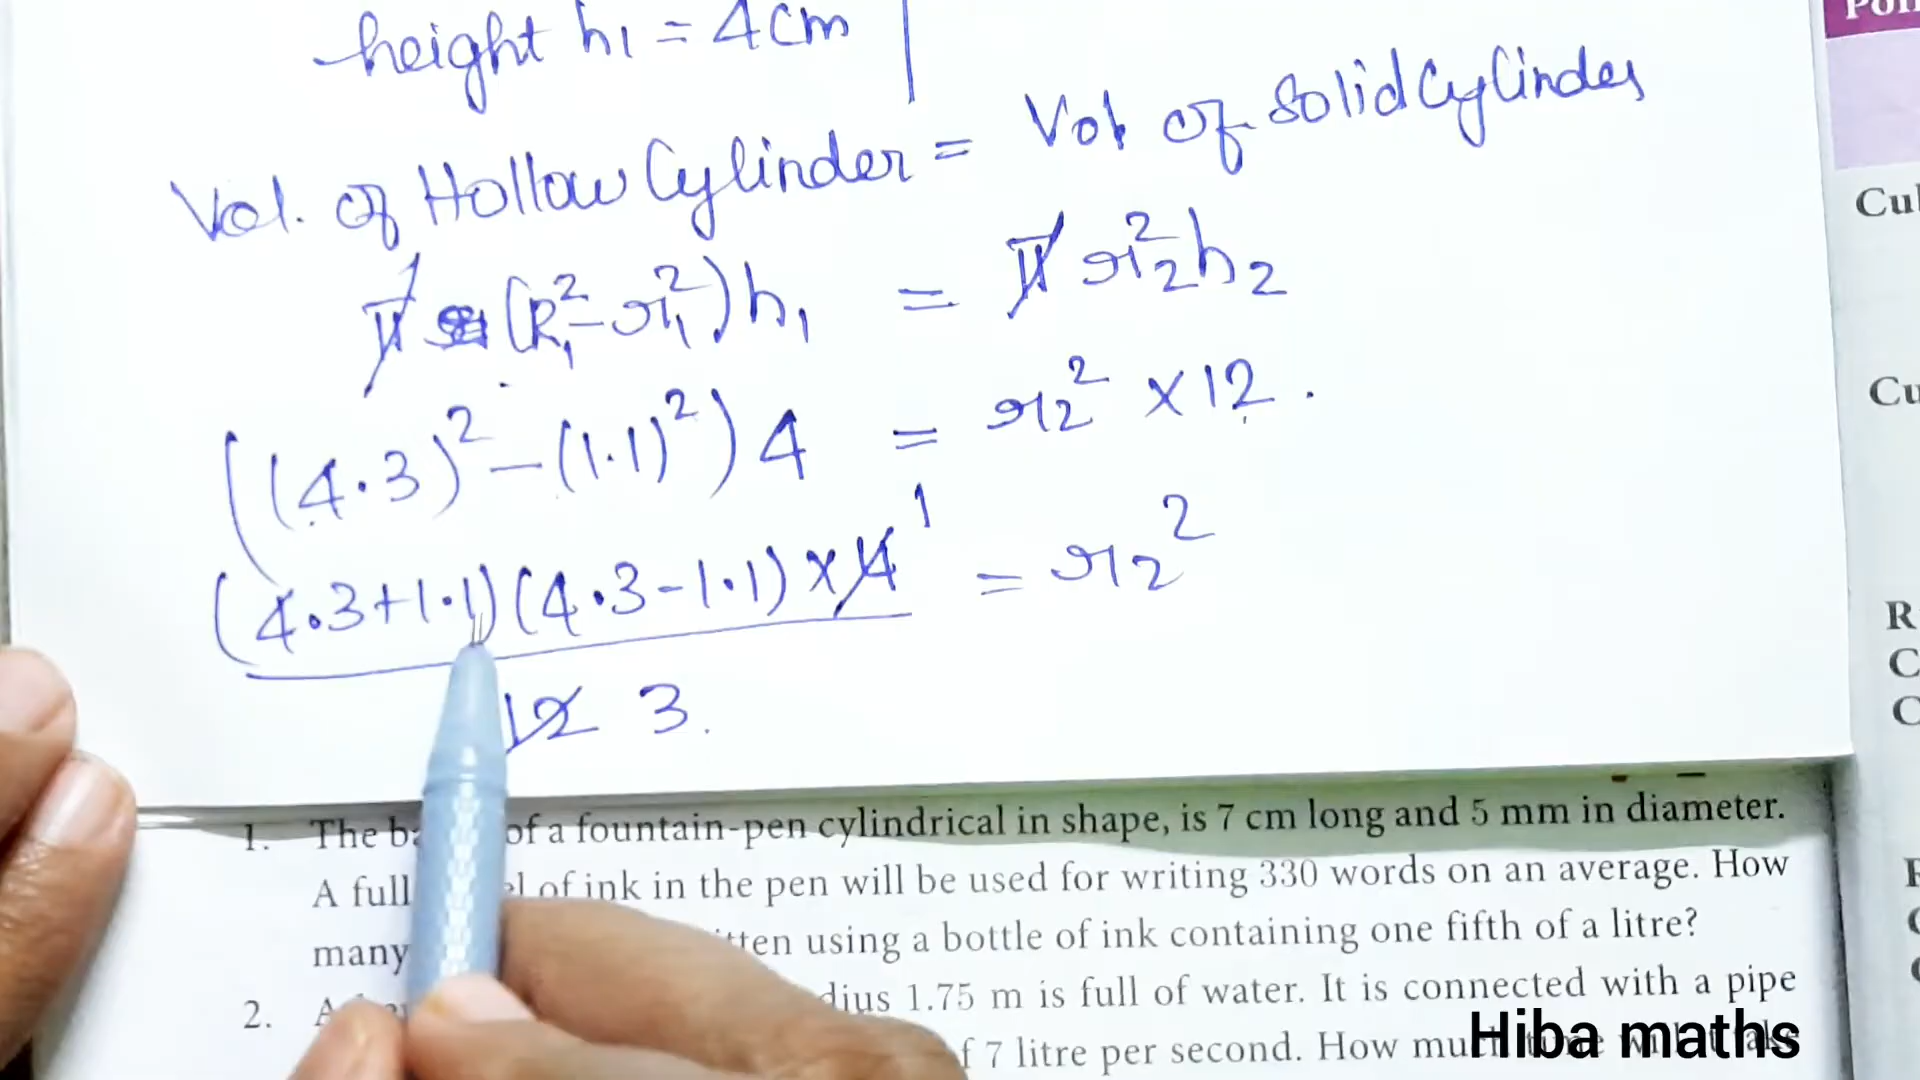 height h₁ = 4cm
Vol. of Hollow Cylinder = Vol of Solid Cylinder
π (R₁² - r₁²) h₁ = π r₂² h₂
((4.3)² - (1.1)²) 4 = r₂² × 12.
(4.3+1.1)(4.3-1.1) × 4 1 = r₂²
12 3.
1. The of a fountain-pen cylindrical in shape, is 7 cm long and 5 mm in diameter.
A full of ink in the pen will be used for writing 330 words on an average. How
many using a bottle of ink containing one fifth of a litre?
2. 1.75 m is full of water. It is connected with a pipe
7 litre per second. How
Hiba maths
R
C
C